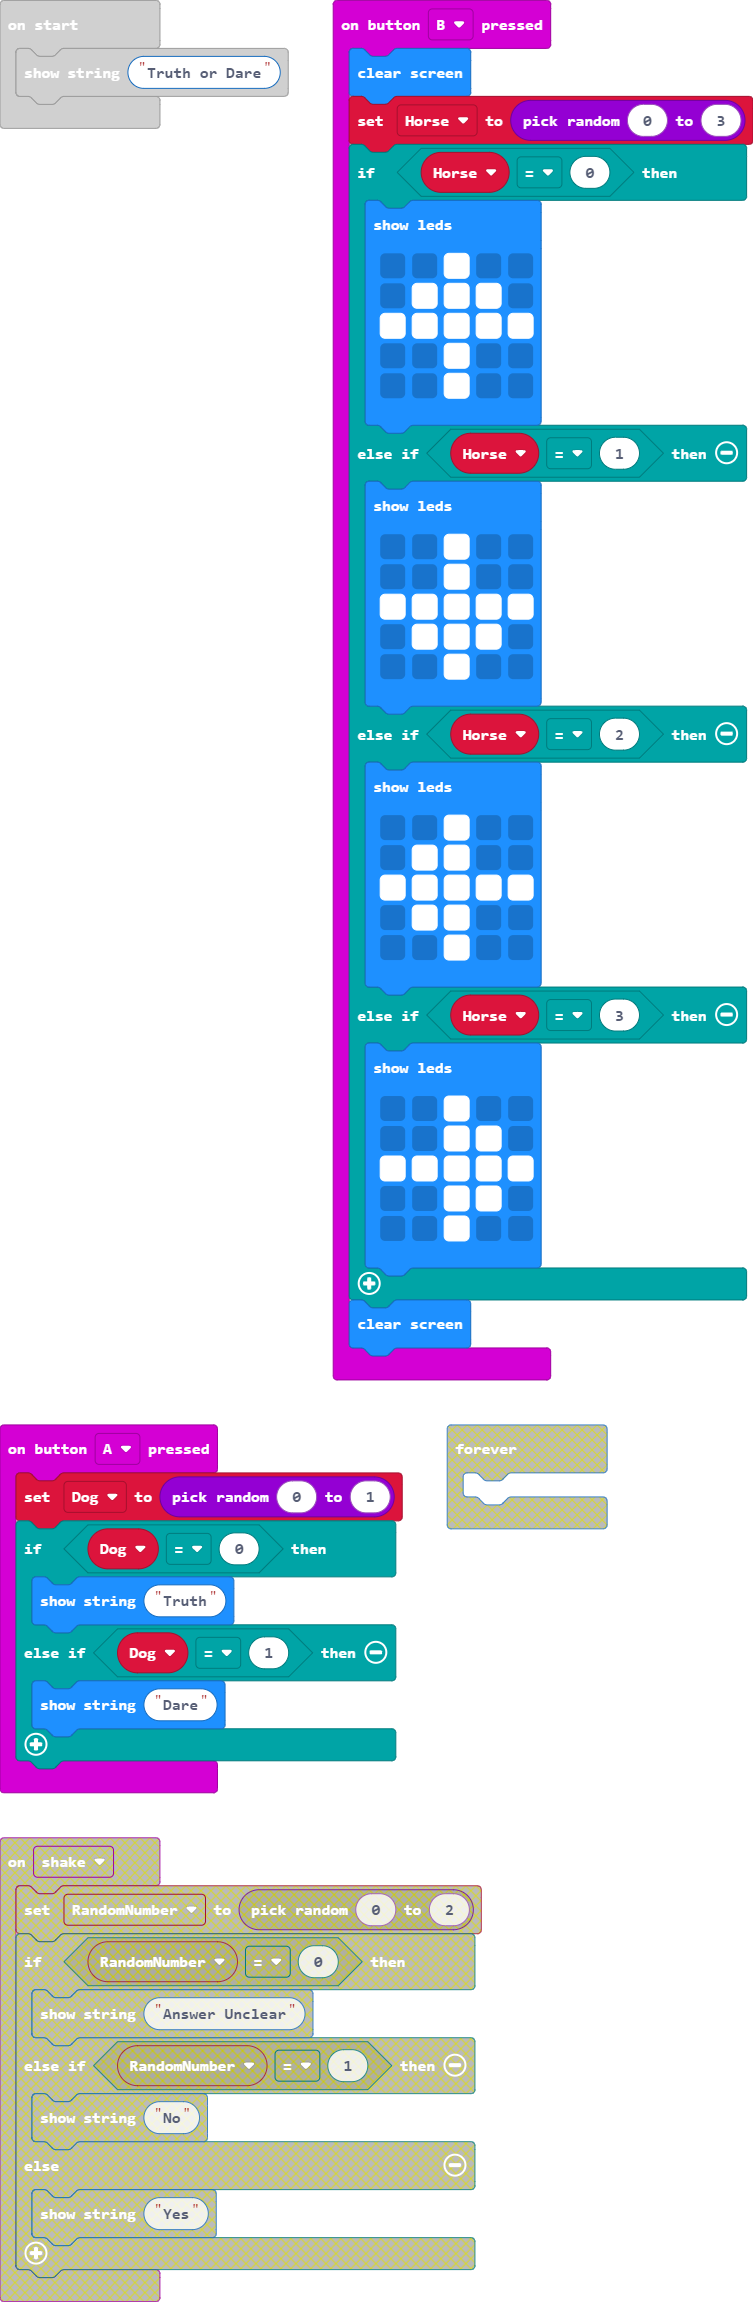 on start
show string "Truth or Dare"
on button B pressed
clear screen
set Horse to pick random 0 to 3
if Horse = 0 then
show leds
else if Horse = 1 then
show leds
else if Horse = 2 then
show leds
else if Horse = 3 then
show leds
clear screen
on button A pressed
set Dog to pick random 0 to 1
if Dog = 0 then
show string "Truth"
else if Dog = 1 then
show string "Dare"
forever
on shake
set RandomNumber to pick random 0 to 2
if RandomNumber = 0 then
show string "Answer Unclear"
else if RandomNumber = 1 then
show string "No"
else
show string "Yes"